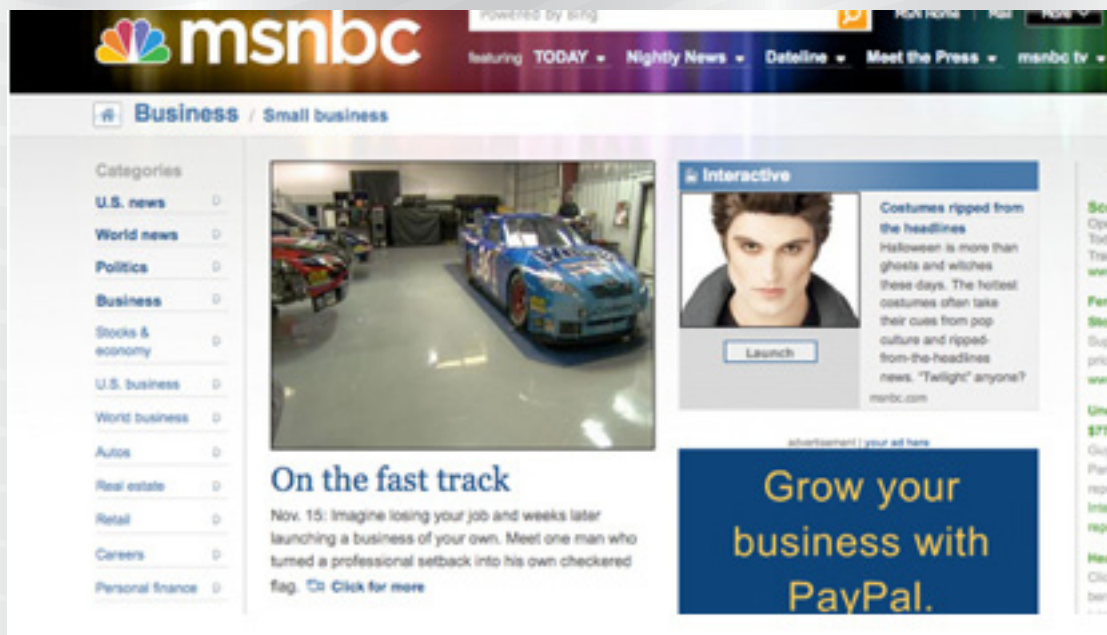 msnbc
Powered by Bing
More
featuring TODAY Nightly News Dateline Meet the Press msnbc tv
Business / Small business
Categories
U.S. news
World news
Politics
Business
Stocks &
economy
U.S. business
World business
Autos
Real estate
Retail
Careers
Personal finance
On the fast track
Nov. 15: Imagine losing your job and weeks later
launching a business of your own. Meet one man who
turned a professional setback into his own checkered
flag. Click for more
Interactive
Costumes ripped from
the headlines
Halloween is more than
ghosts and witches
these days. The hottest
costumes often take
their cues from pop
culture and ripped-
from-the-headlines
news. "Twilight" anyone?
msnbc.com
Launch
advertisement | your ad here
Grow your
business with
PayPal.